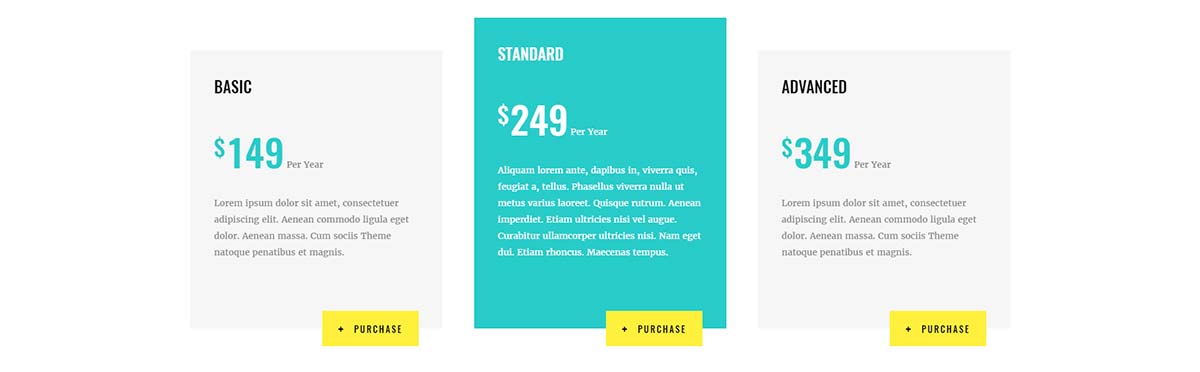 BASIC
$149 Per Year
Lorem ipsum dolor sit amet, consectetuer
adipiscing elit. Aenean commodo ligula eget
dolor. Aenean massa. Cum sociis Theme
natoque penatibus et magnis.
+ PURCHASE
STANDARD
$249 Per Year
Aliquam lorem ante, dapibus in, viverra quis,
feugiat a, tellus. Phasellus viverra nulla ut
metus varius laoreet. Quisque rutrum. Aenean
imperdiet. Etiam ultricies nisi vel augue.
Curabitur ullamcorper ultricies nisi. Nam eget
dui. Etiam rhoncus. Maecenas tempus.
+ PURCHASE
ADVANCED
$349 Per Year
Lorem ipsum dolor sit amet, consectetuer
adipiscing elit. Aenean commodo ligula eget
dolor. Aenean massa. Cum sociis Theme
natoque penatibus et magnis.
+ PURCHASE